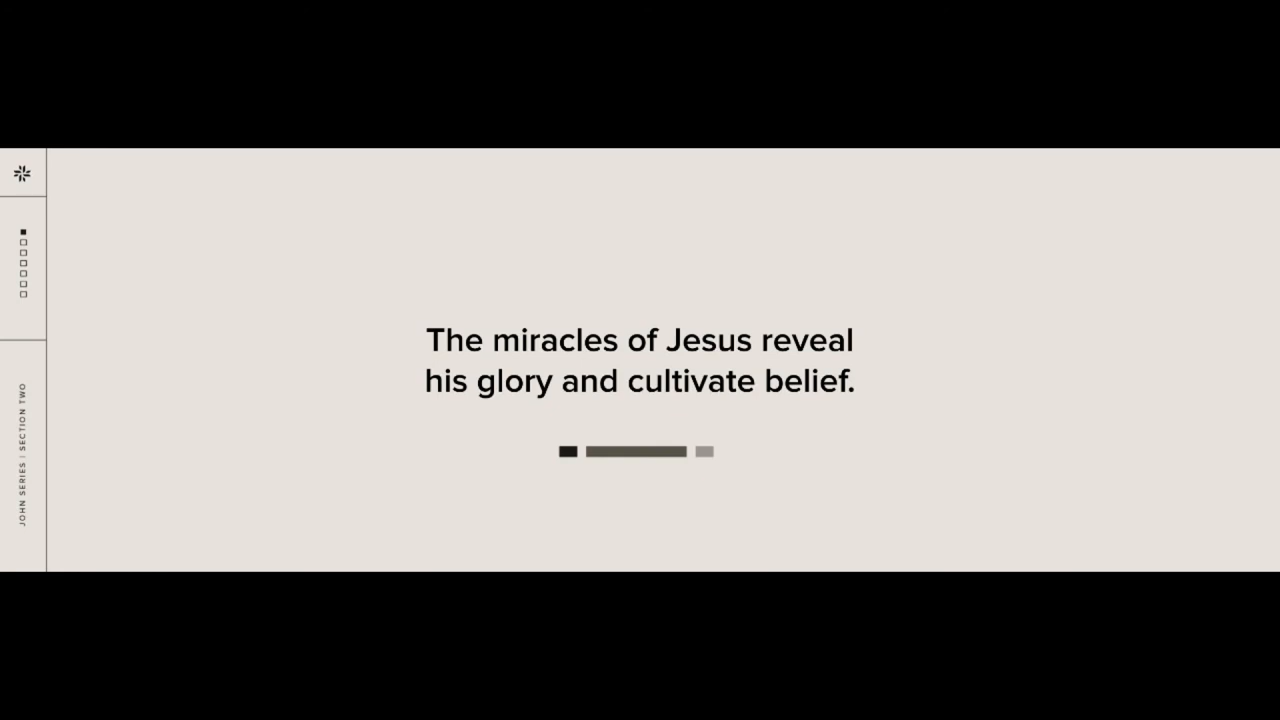 The miracles of Jesus reveal
his glory and cultivate belief.
JOHN SERIES | SECTION TWO